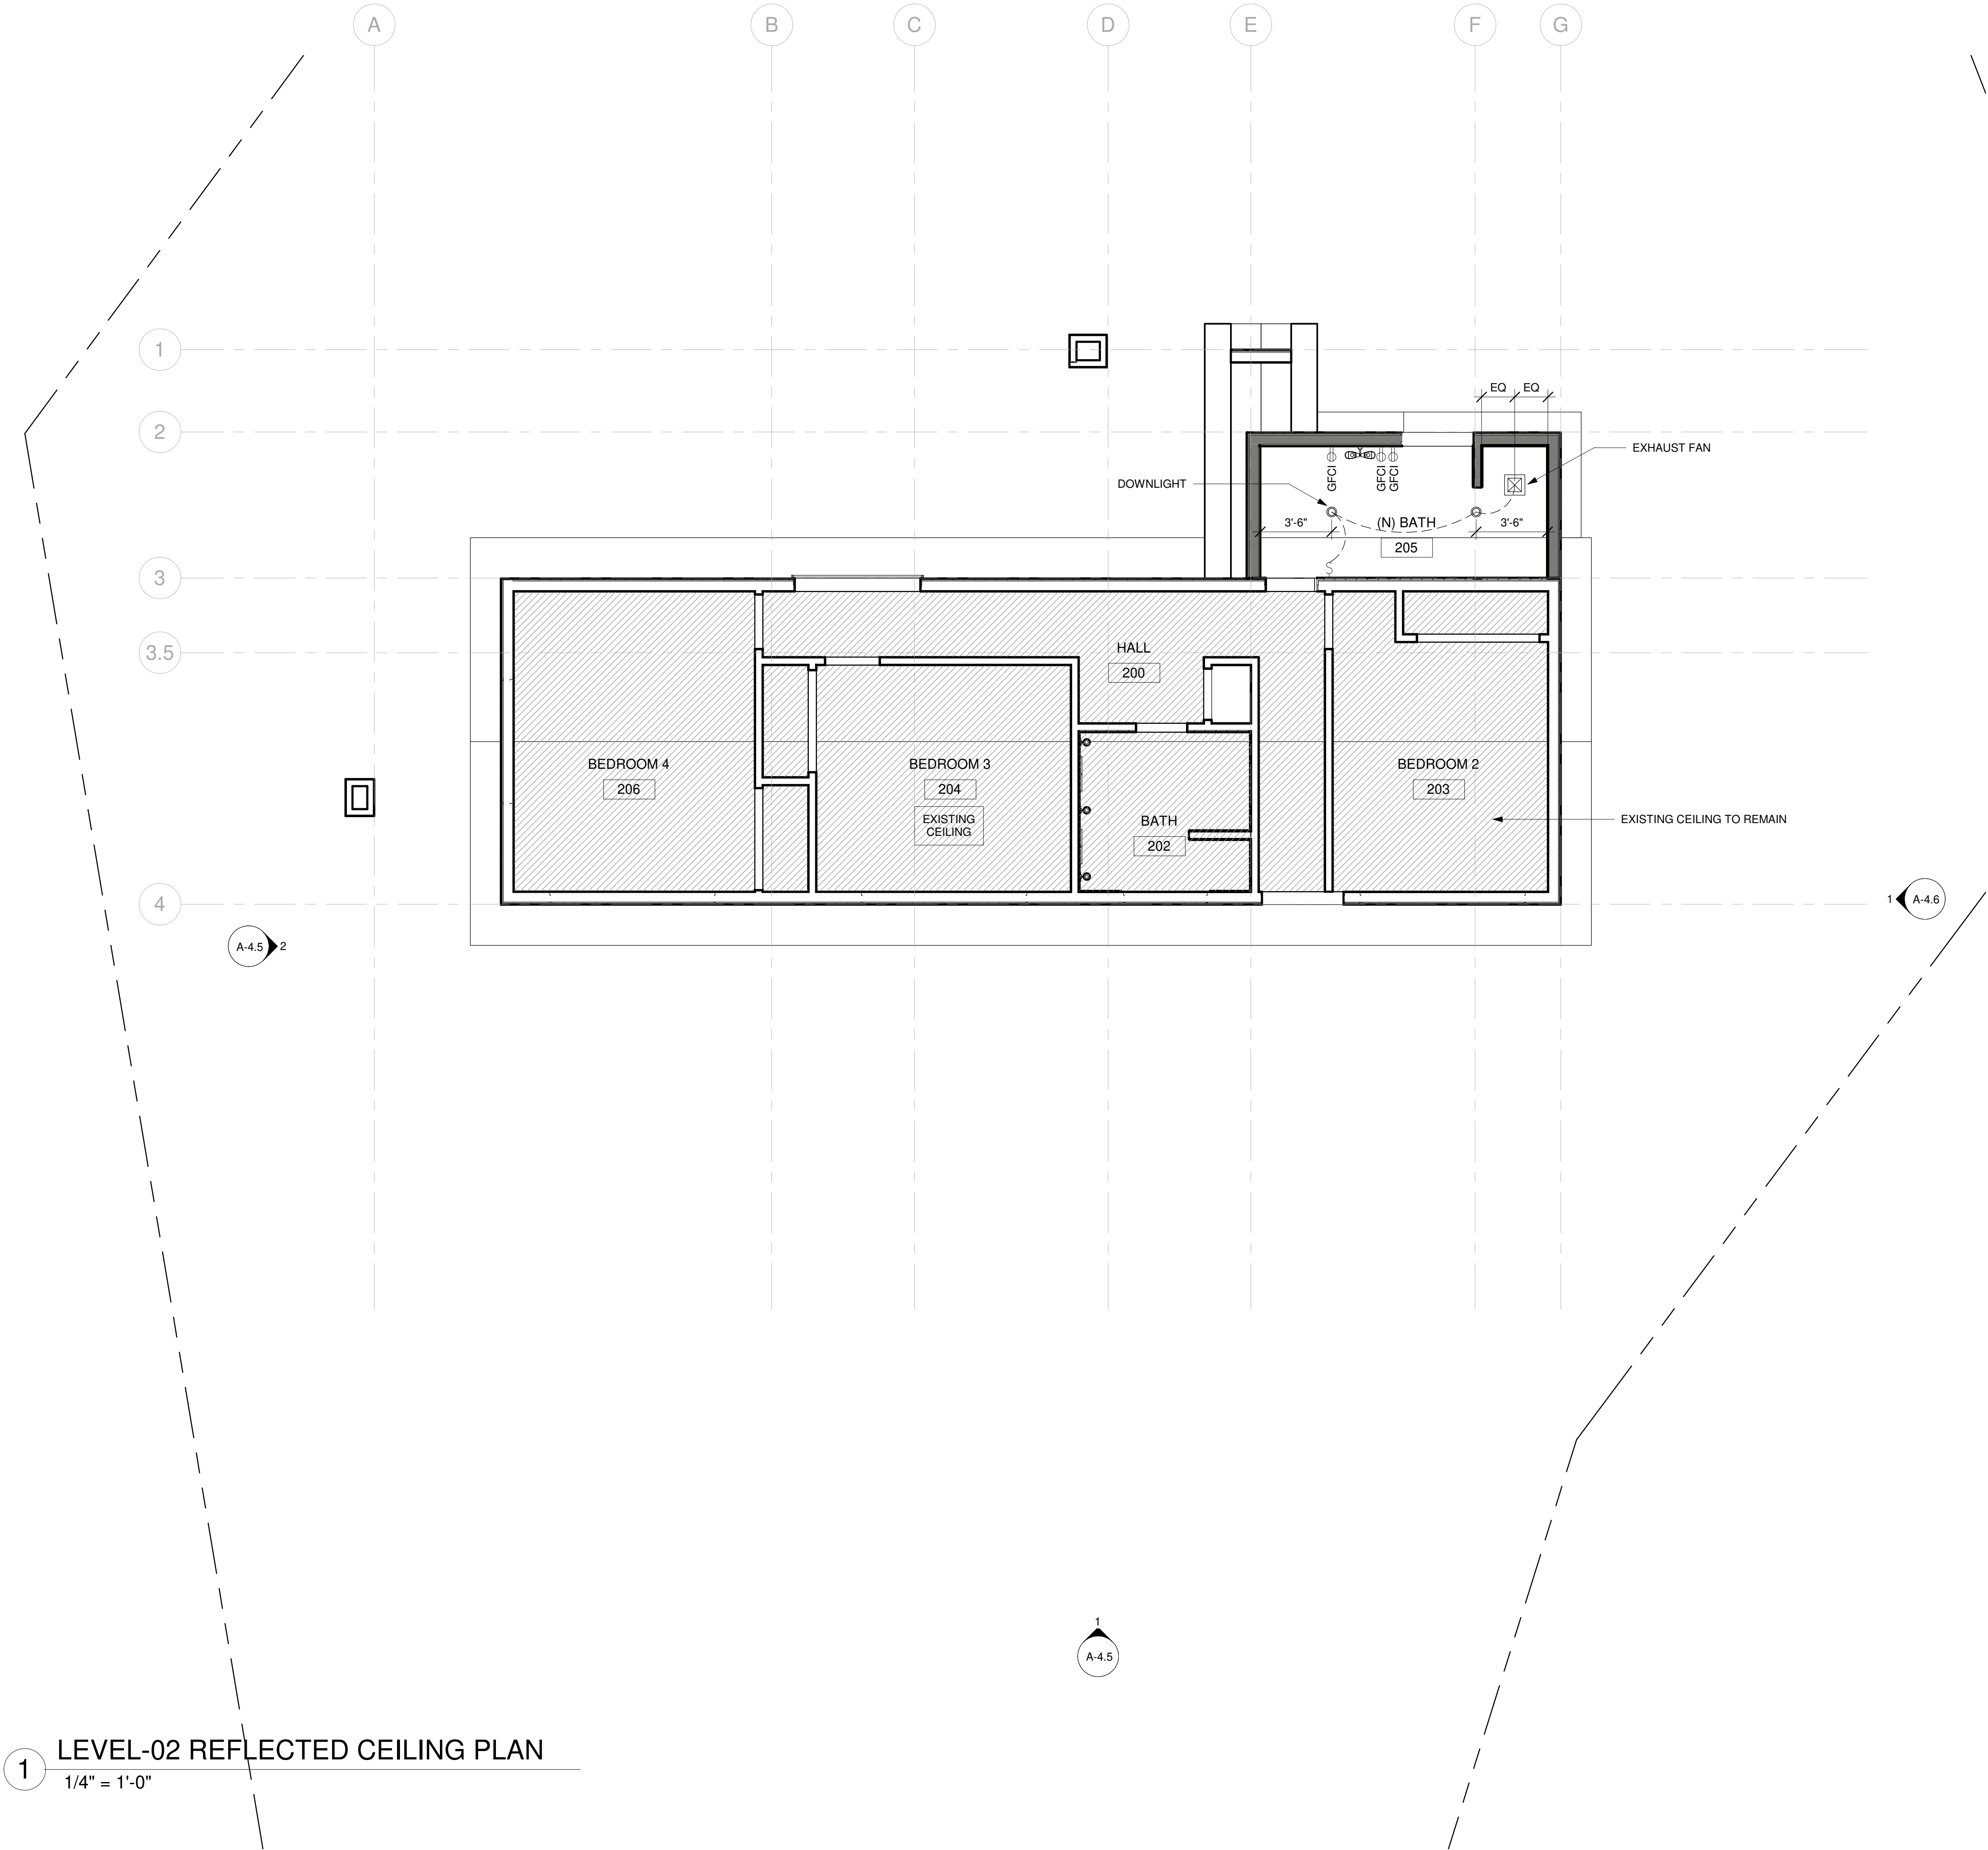 A
B
C
D
E
F
G
1
EQ
EQ
2
EXHAUST FAN
DOWNLIGHT
GFCI
GFCI
GFCI
3'-6"
(N) BATH
3'-6"
205
S
3
3.5
HALL
200
BEDROOM 4
206
BEDROOM 3
204
EXISTING
CEILING
BATH
202
BEDROOM 2
203
EXISTING CEILING TO REMAIN
4
1
A-4.6
A-4.5
2
1
A-4.5
1
LEVEL-02 REFLECTED CEILING PLAN
1/4" = 1'-0"